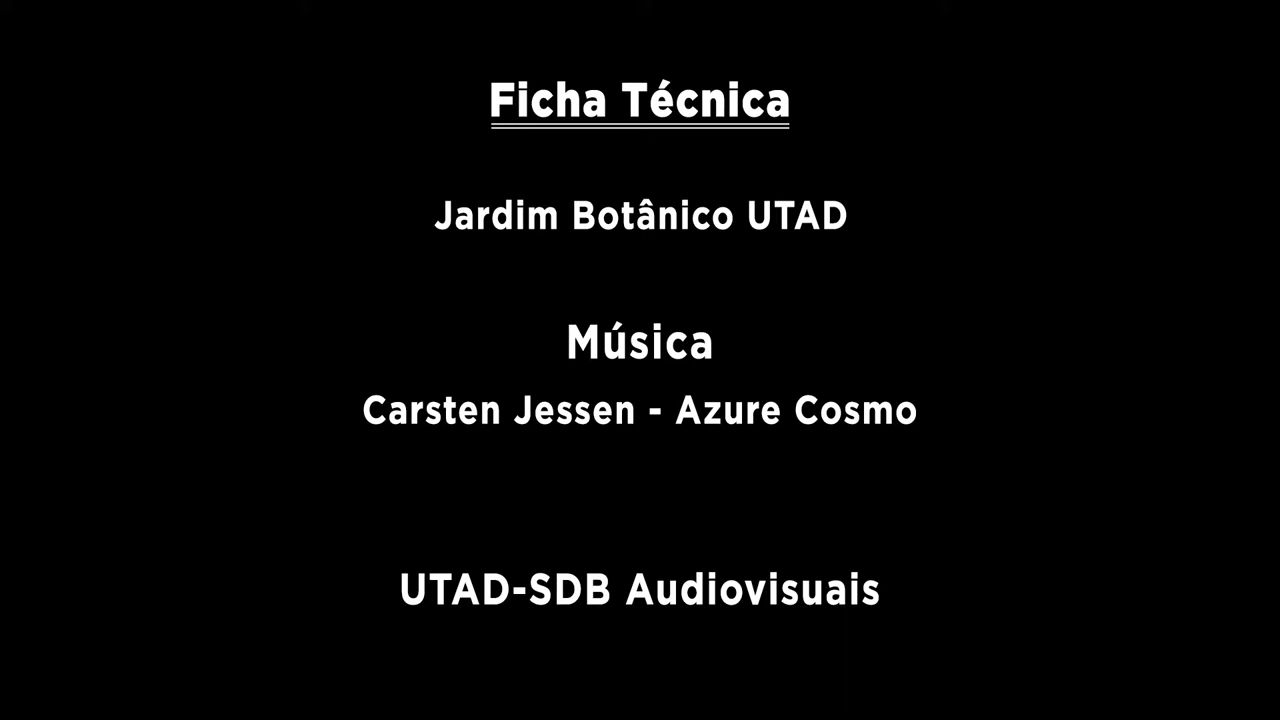 Ficha Técnica
Jardim Botânico UTAD
Música
Carsten Jessen - Azure Cosmo
UTAD-SDB Audiovisuais